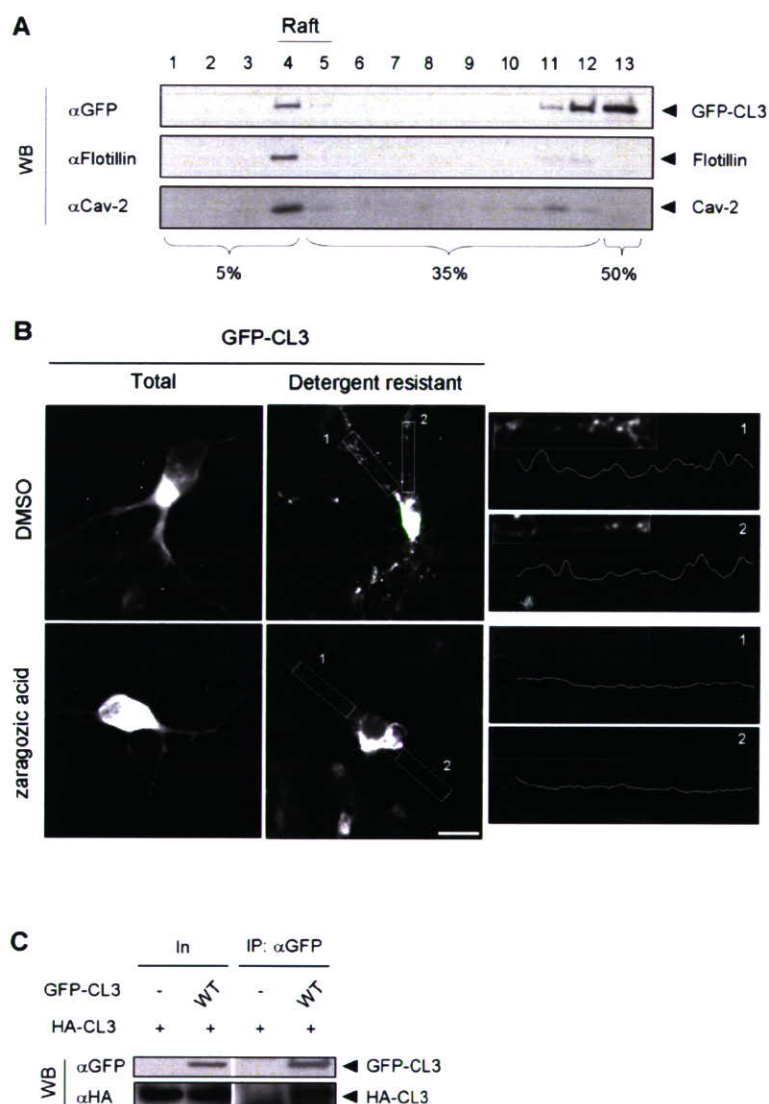 A
Raft
1 2 3 4 5 6 7 8 9 10 11 12 13
WB
αGFP
GFP-CL3
αFlotillin
Flotillin
αCav-2
Cav-2
5% 35% 50%
B
GFP-CL3
Total Detergent resistant
DMSO
1 2
1
2
zaragozic acid
1
2
1
2
C
In IP: αGFP
GFP-CL3 - WT - WT
HA-CL3 + + + +
WB
αGFP
GFP-CL3
αHA
HA-CL3